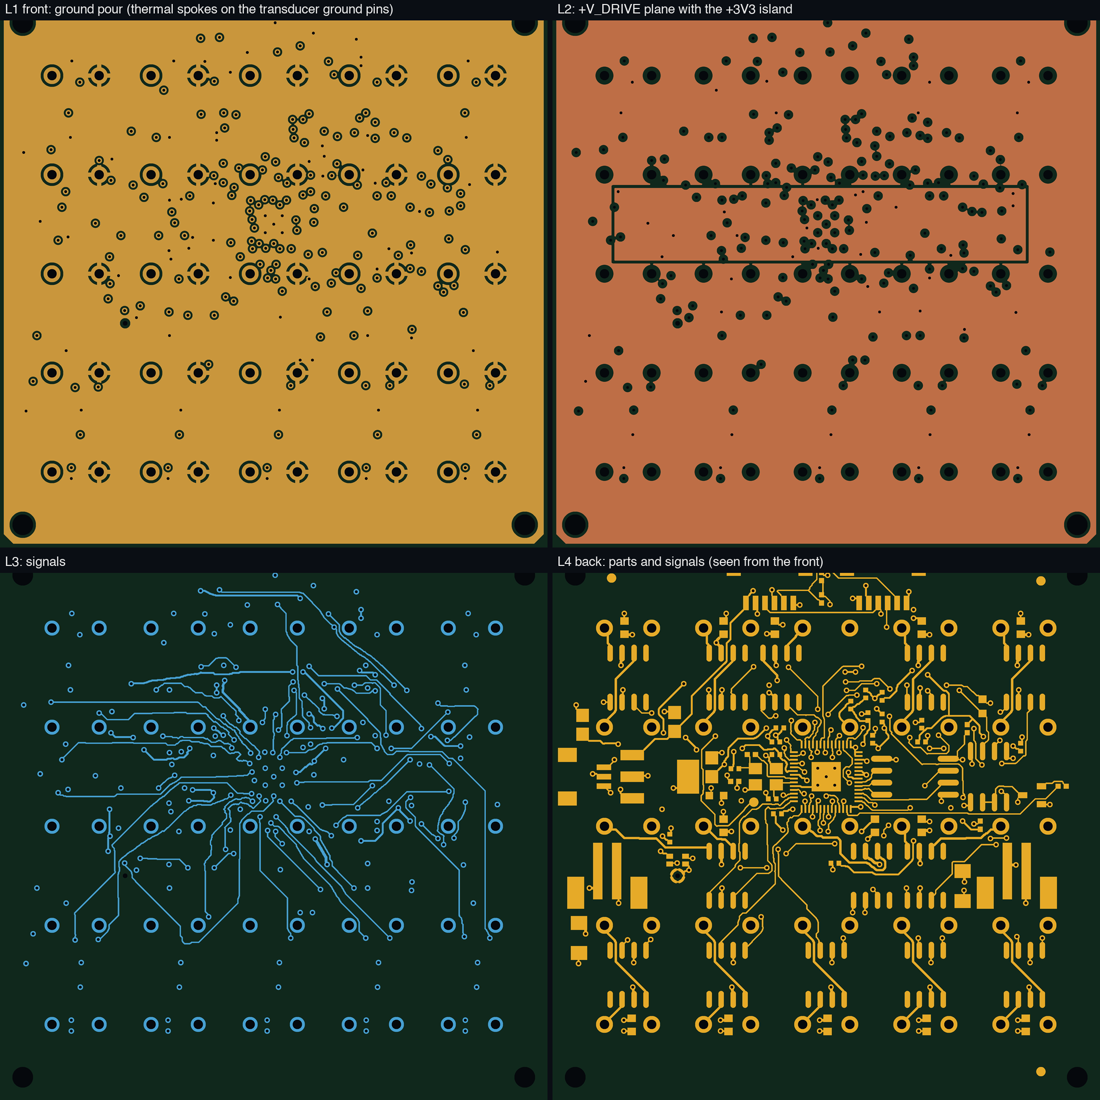 L1 front: ground pour (thermal spokes on the transducer ground pins)
L2: +V_DRIVE plane with the +3V3 island
L3: signals
L4 back: parts and signals (seen from the front)